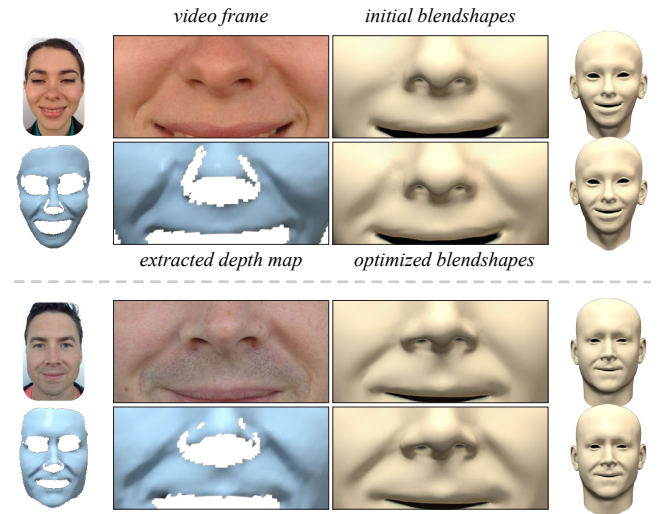 video frame
initial blendshapes
extracted depth map
optimized blendshapes